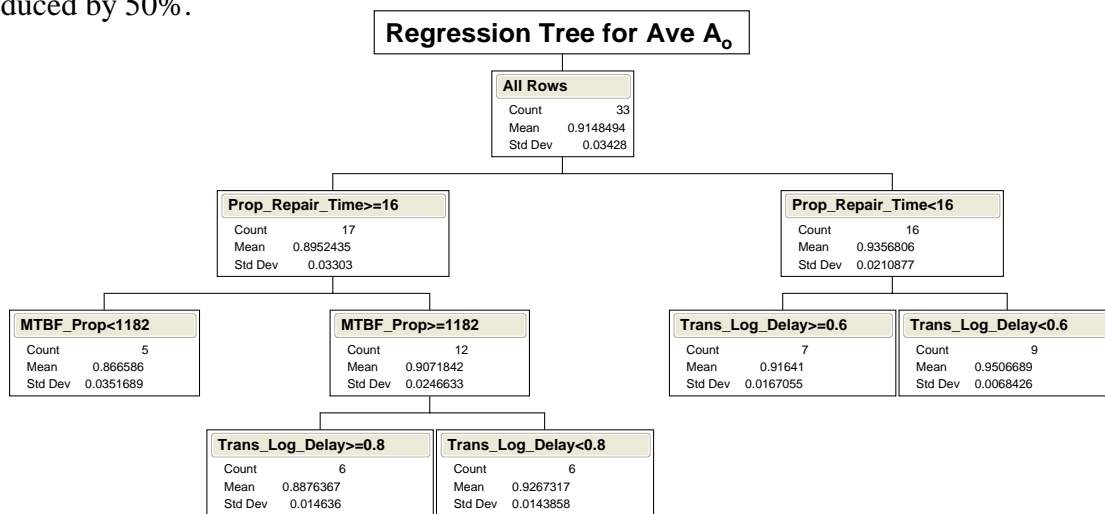 duced by 50%.
Regression Tree for Ave Ao
All Rows
Count 33
Mean 0.9148494
Std Dev 0.03428
Prop_Repair_Time>=16
Count 17
Mean 0.8952435
Std Dev 0.03303
Prop_Repair_Time<16
Count 16
Mean 0.9356806
Std Dev 0.0210877
MTBF_Prop<1182
Count 5
Mean 0.866586
Std Dev 0.0351689
MTBF_Prop>=1182
Count 12
Mean 0.9071842
Std Dev 0.0246633
Trans_Log_Delay>=0.6
Count 7
Mean 0.91641
Std Dev 0.0167055
Trans_Log_Delay<0.6
Count 9
Mean 0.9506689
Std Dev 0.0068426
Trans_Log_Delay>=0.8
Count 6
Mean 0.8876367
Std Dev 0.014636
Trans_Log_Delay<0.8
Count 6
Mean 0.9267317
Std Dev 0.0143858